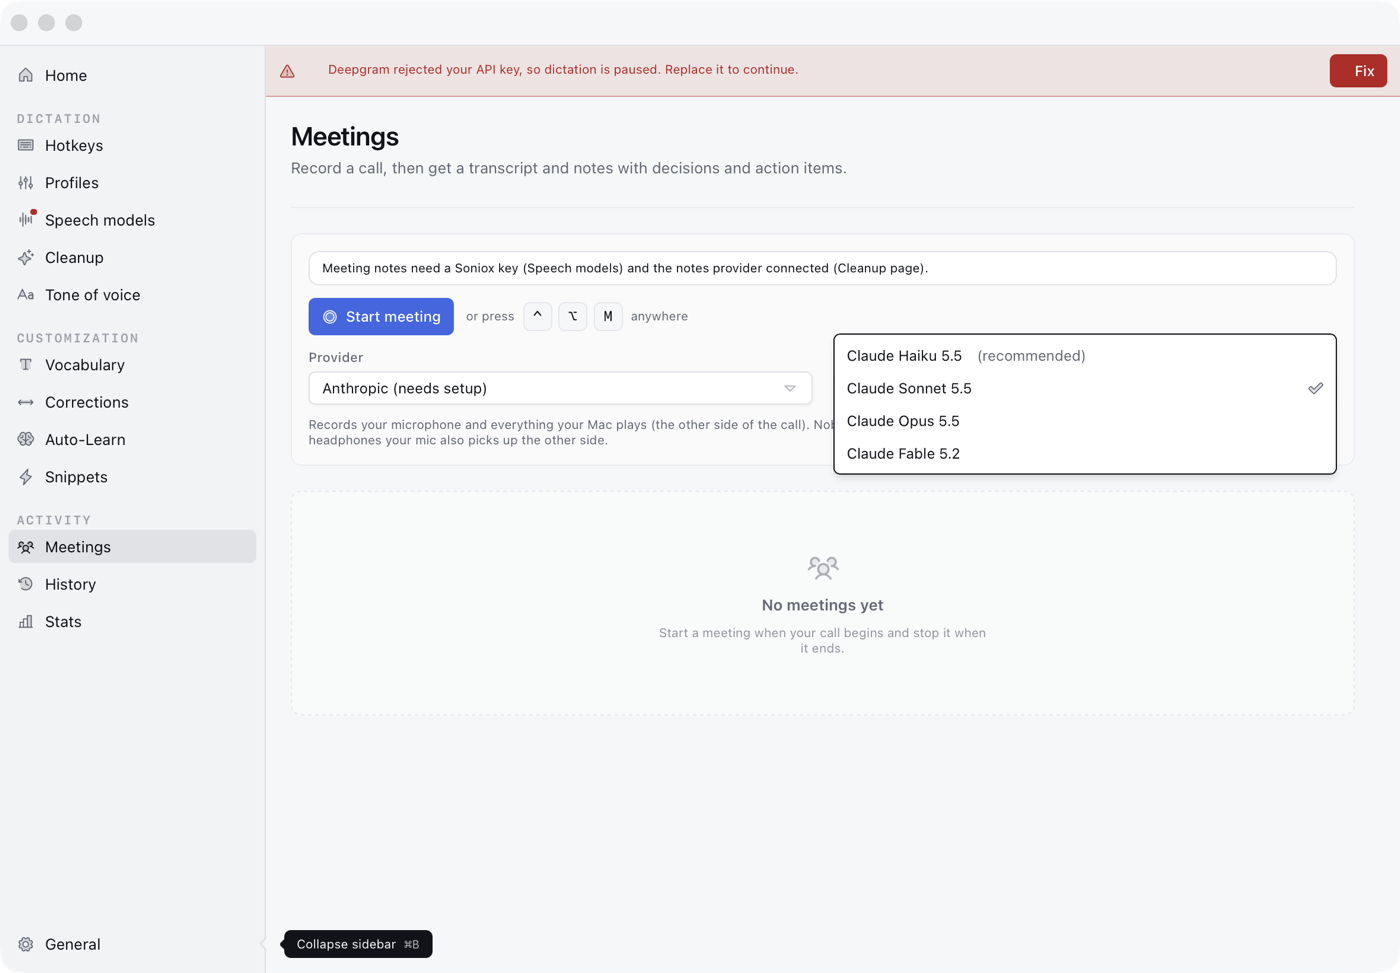 Home
Deepgram rejected your API key, so dictation is paused. Replace it to continue.
Fix
DICTATION
Hotkeys
Profiles
Speech models
Cleanup
Tone of voice
CUSTOMIZATION
Vocabulary
Corrections
Auto-Learn
Snippets
ACTIVITY
Meetings
History
Stats
General
Meetings
Record a call, then get a transcript and notes with decisions and action items.
Meeting notes need a Soniox key (Speech models) and the notes provider connected (Cleanup page).
Start meeting or press ^ ⌥ M anywhere
Provider
Anthropic (needs setup)
Claude Haiku 5.5 (recommended)
Claude Sonnet 5.5
Claude Opus 5.5
Claude Fable 5.2
Records your microphone and everything your Mac plays (the other side of the call).
headphones your mic also picks up the other side.
No meetings yet
Start a meeting when your call begins and stop it when
it ends.
Collapse sidebar ⌘B